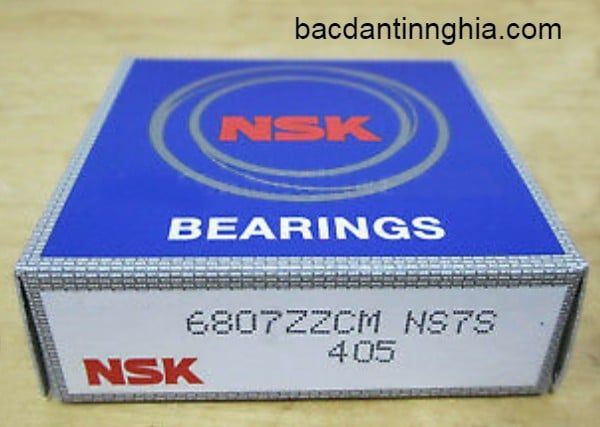 bacdantinnghia.com
NSK
BEARINGS
6807ZZCM NS7S
405
NSK